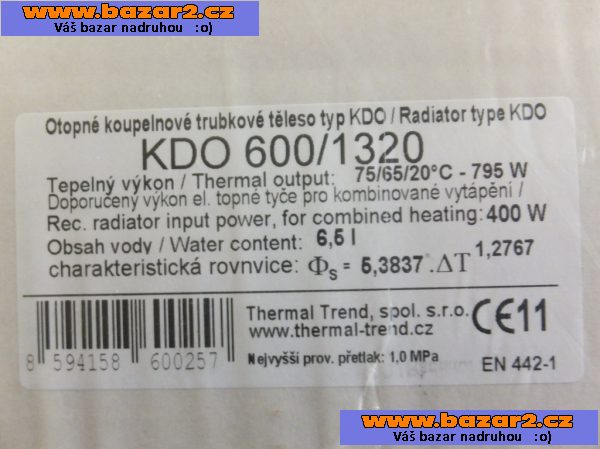 www.bazar2.cz
Váš bazar nadruhou :o)
Otopné koupelnové trubkové těleso typ KDO / Radiator type KDO
KDO 600/1320
Tepelný výkon / Thermal output: 75/65/20°C - 795 W
Doporučený výkon el. topné tyče pro kombinované vytápění /
Rec. radiator input power, for combined heating: 400 W
Obsah vody / Water content: 6,5 l
charakteristická rovnvice: Φs = 5,3837 .ΔT 1,2767
Thermal Trend, spol. s.r.o.
www.thermal-trend.cz
CE11
8 594158 600257
Nejvyšší prov. přetlak: 1,0 MPa
EN 442-1
www.bazar2.cz
Váš bazar nadruhou :o)